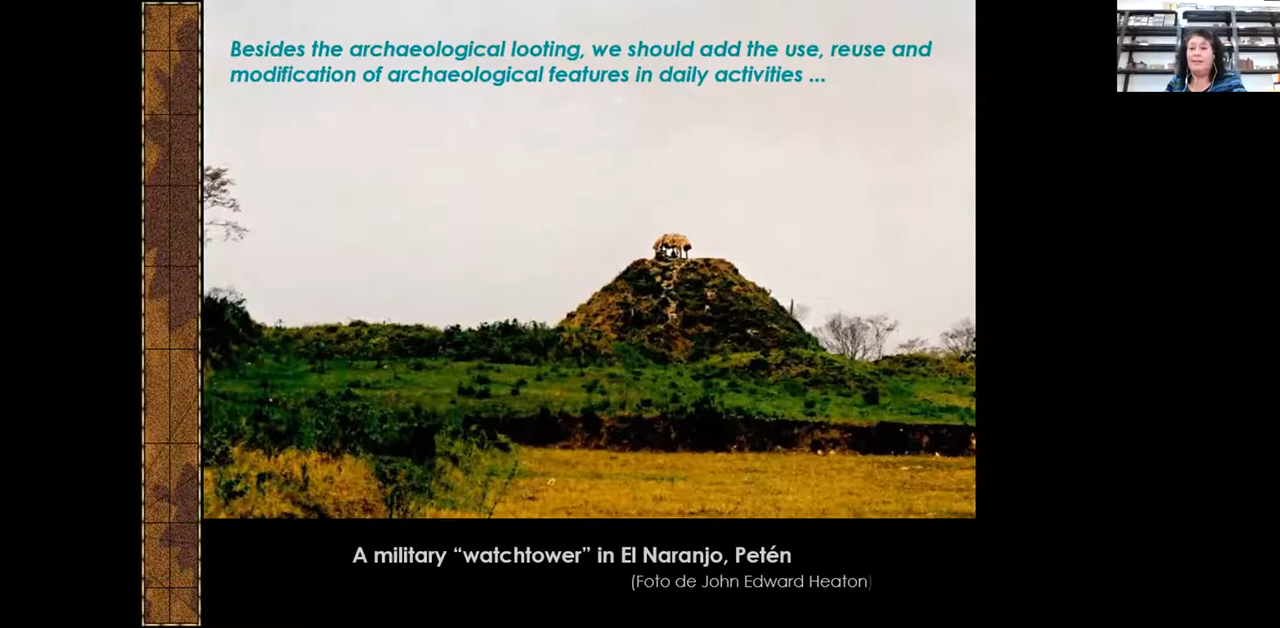 Besides the archaeological looting, we should add the use, reuse and
modification of archaeological features in daily activities ...
A military “watchtower” in El Naranjo, Petén
(Foto de John Edward Heaton)